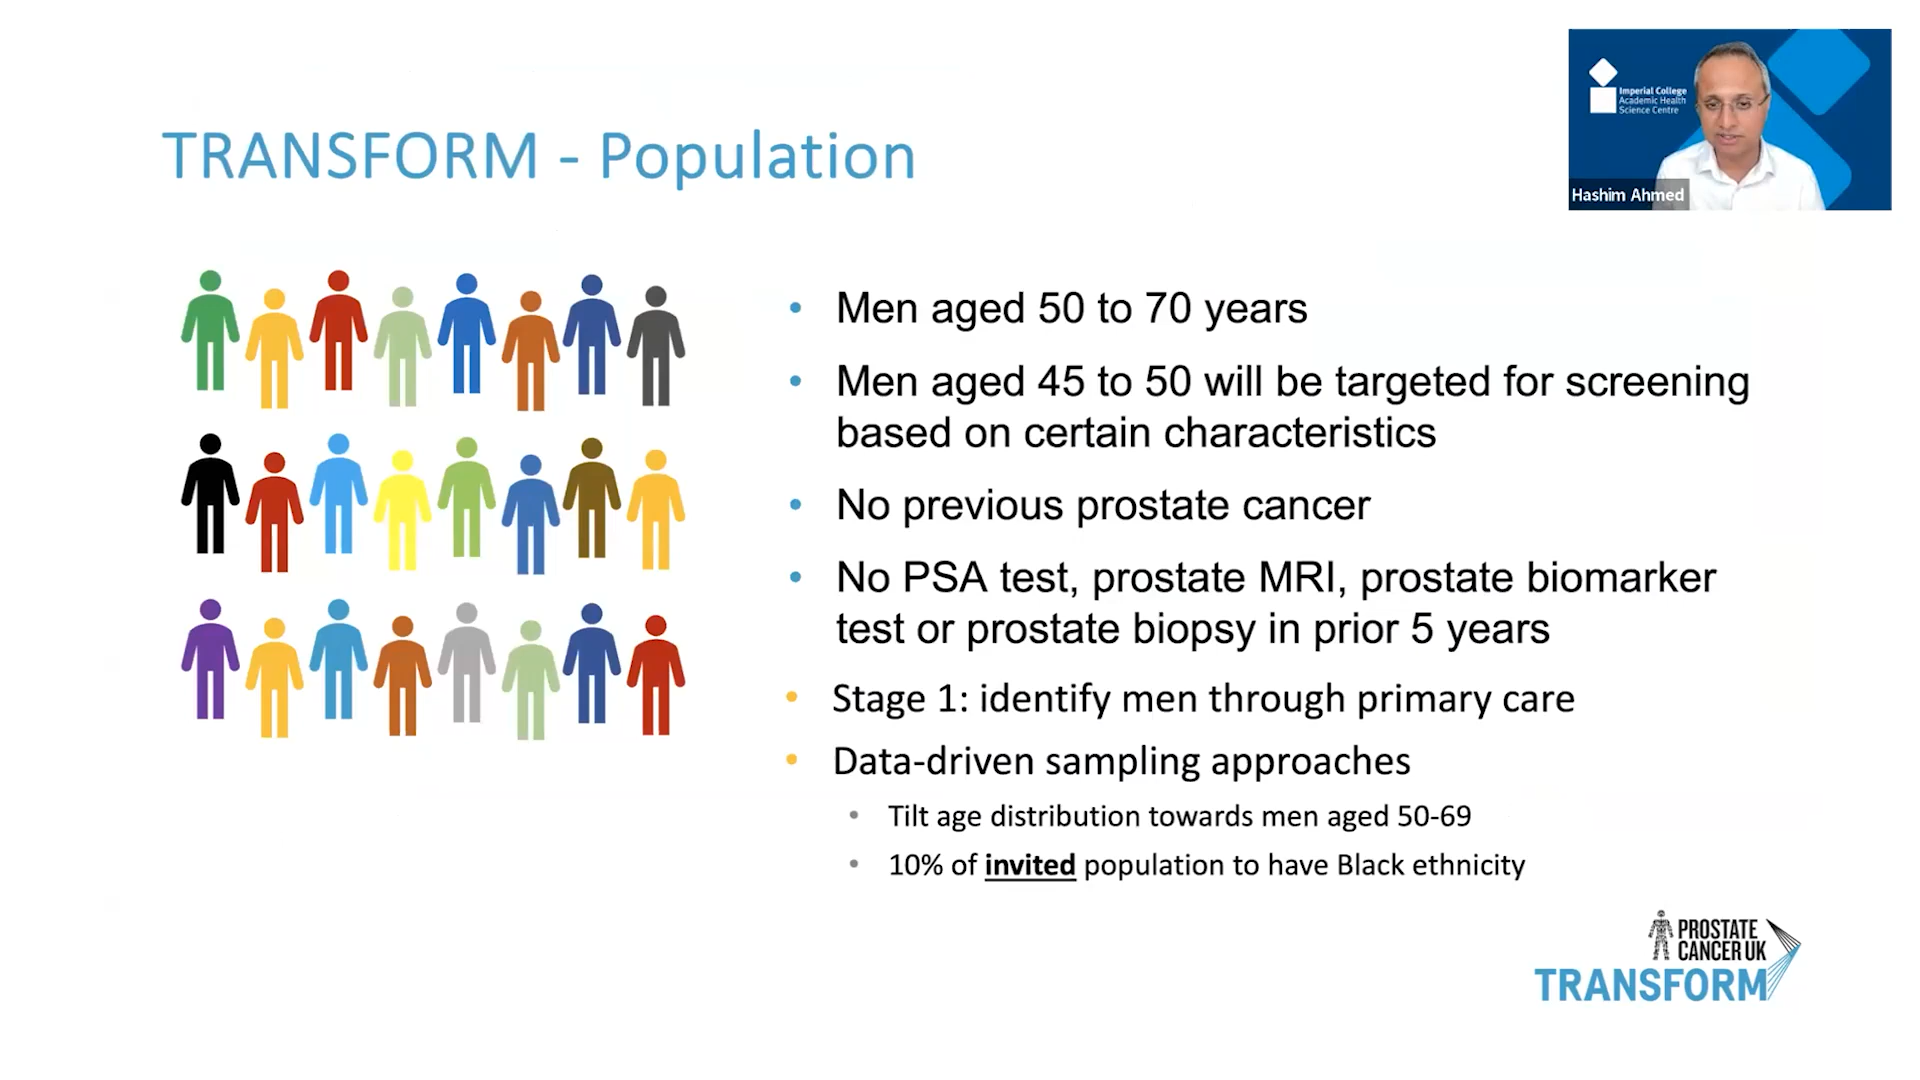 Imperial College
Academic Health
Science Centre
Hashim Ahmed
TRANSFORM - Population
• Men aged 50 to 70 years
• Men aged 45 to 50 will be targeted for screening
based on certain characteristics
• No previous prostate cancer
• No PSA test, prostate MRI, prostate biomarker
test or prostate biopsy in prior 5 years
• Stage 1: identify men through primary care
• Data-driven sampling approaches
• Tilt age distribution towards men aged 50-69
• 10% of invited population to have Black ethnicity
PROSTATE
CANCER UK
TRANSFORM